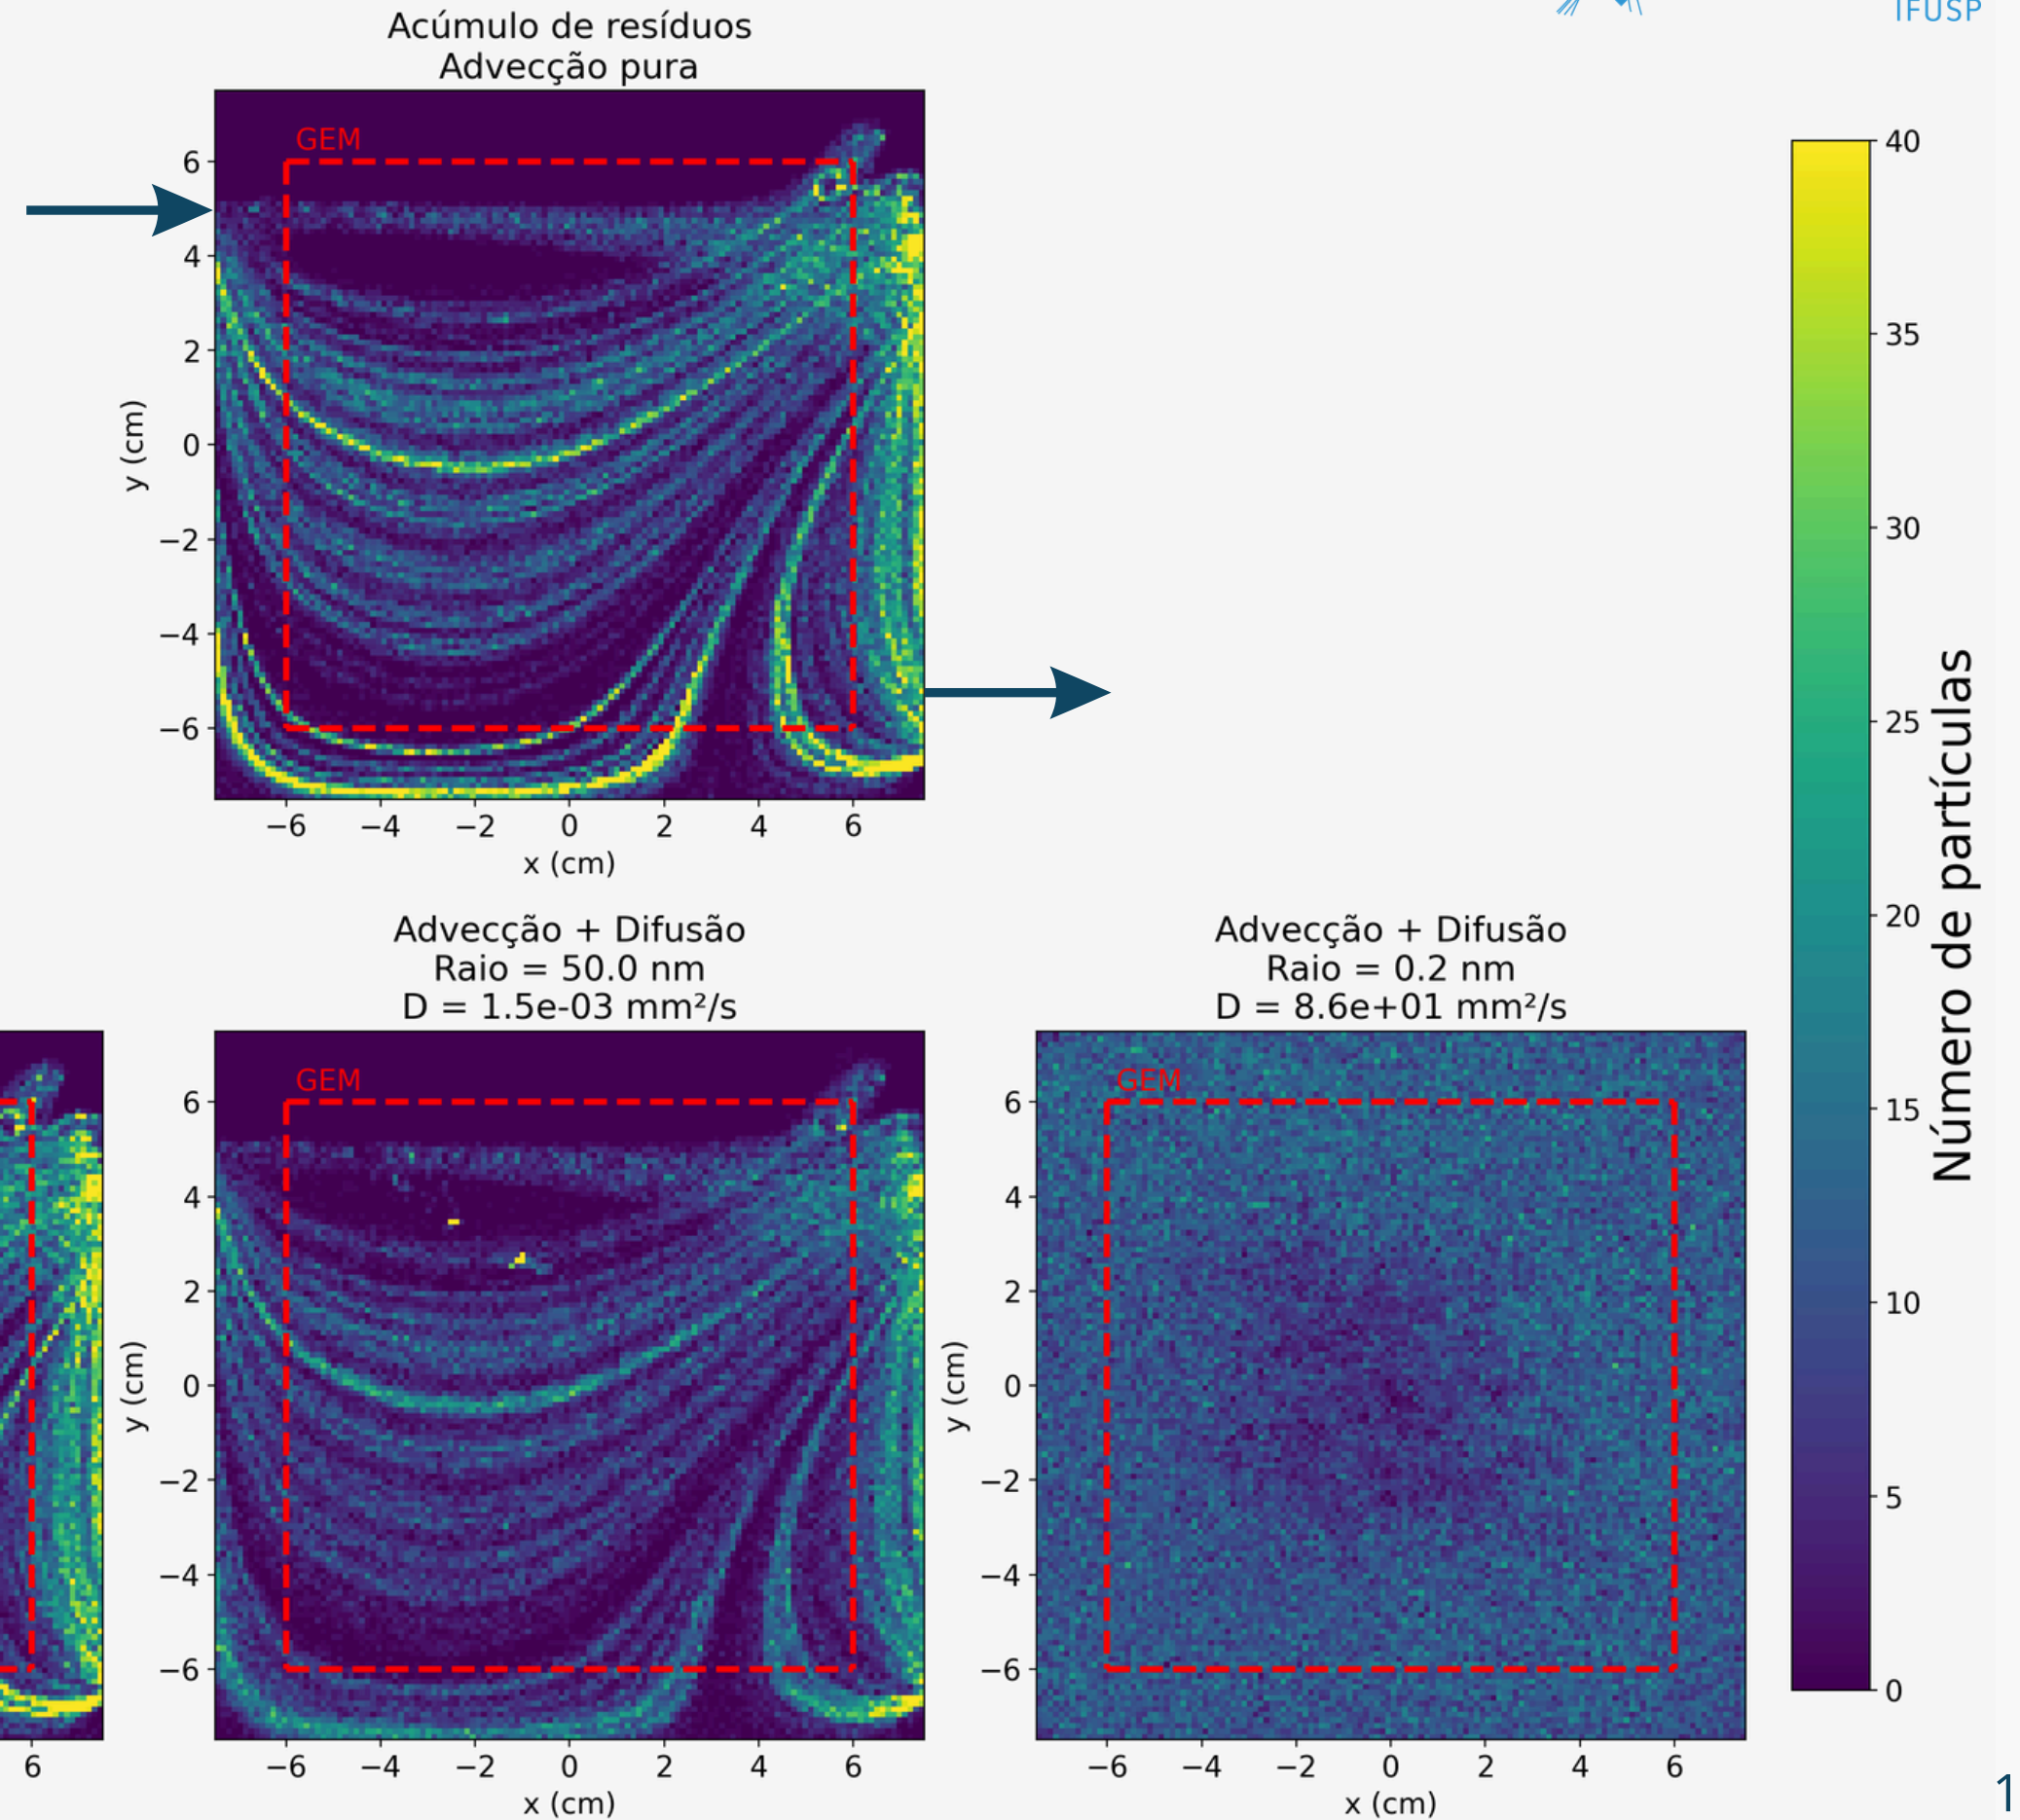 IFUSP
Acúmulo de resíduos
Advecção pura
GEM
6
4
2
0
−2
−4
−6
y (cm)
−6 −4 −2 0 2 4 6
x (cm)
40
35
30
25
20
15
10
5
0
Número de partículas
6
Advecção + Difusão
Raio = 50.0 nm
D = 1.5e-03 mm²/s
GEM
6
4
2
0
−2
−4
−6
y (cm)
−6 −4 −2 0 2 4 6
x (cm)
Advecção + Difusão
Raio = 0.2 nm
D = 8.6e+01 mm²/s
GEM
6
4
2
0
−2
−4
−6
y (cm)
−6 −4 −2 0 2 4 6
x (cm)
1